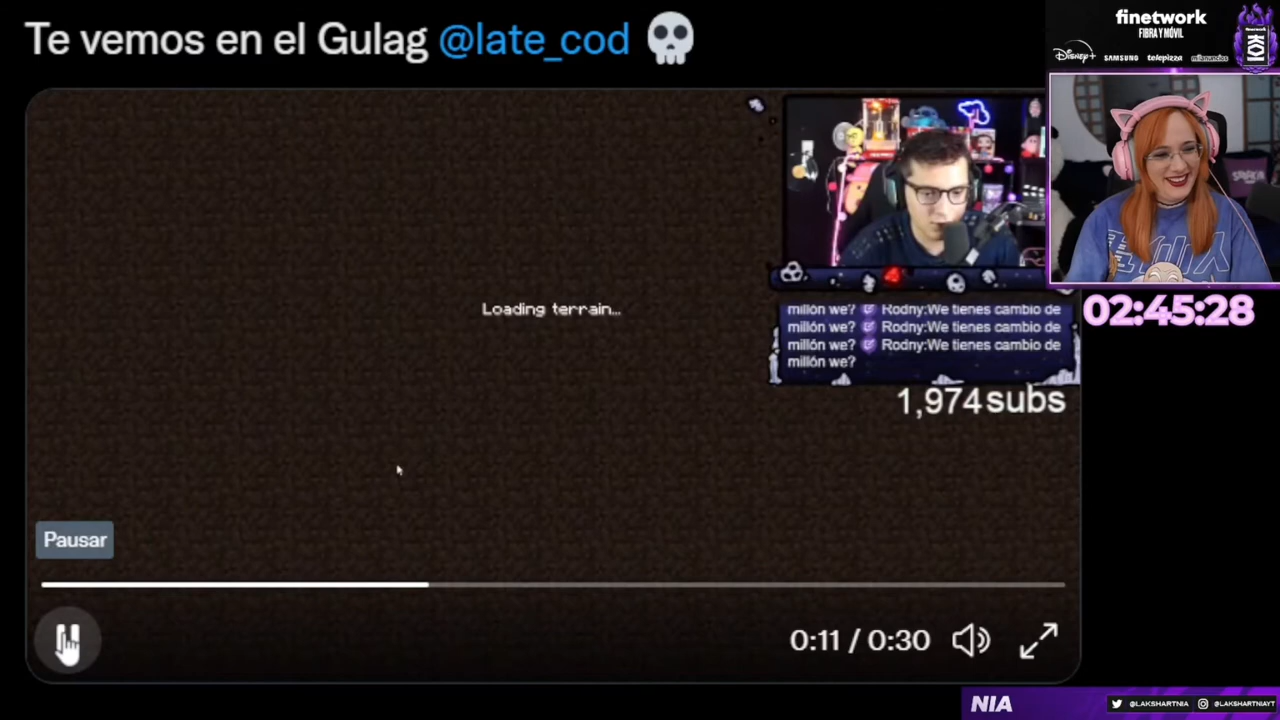 Te vemos en el Gulag @late_cod 💀
finetwork
FIBRA Y MÓVIL
Disney+ SAMSUNG telepizza milanuncios
KOI
Loading terrain...
millón we? Rodny:We tienes cambio de
millón we? Rodny:We tienes cambio de
millón we? Rodny:We tienes cambio de
millón we?
02:45:28
1,974subs
Pausar
0:11 / 0:30
NIA
@LAKSHARTNIA @LAKSHARTNIAYT